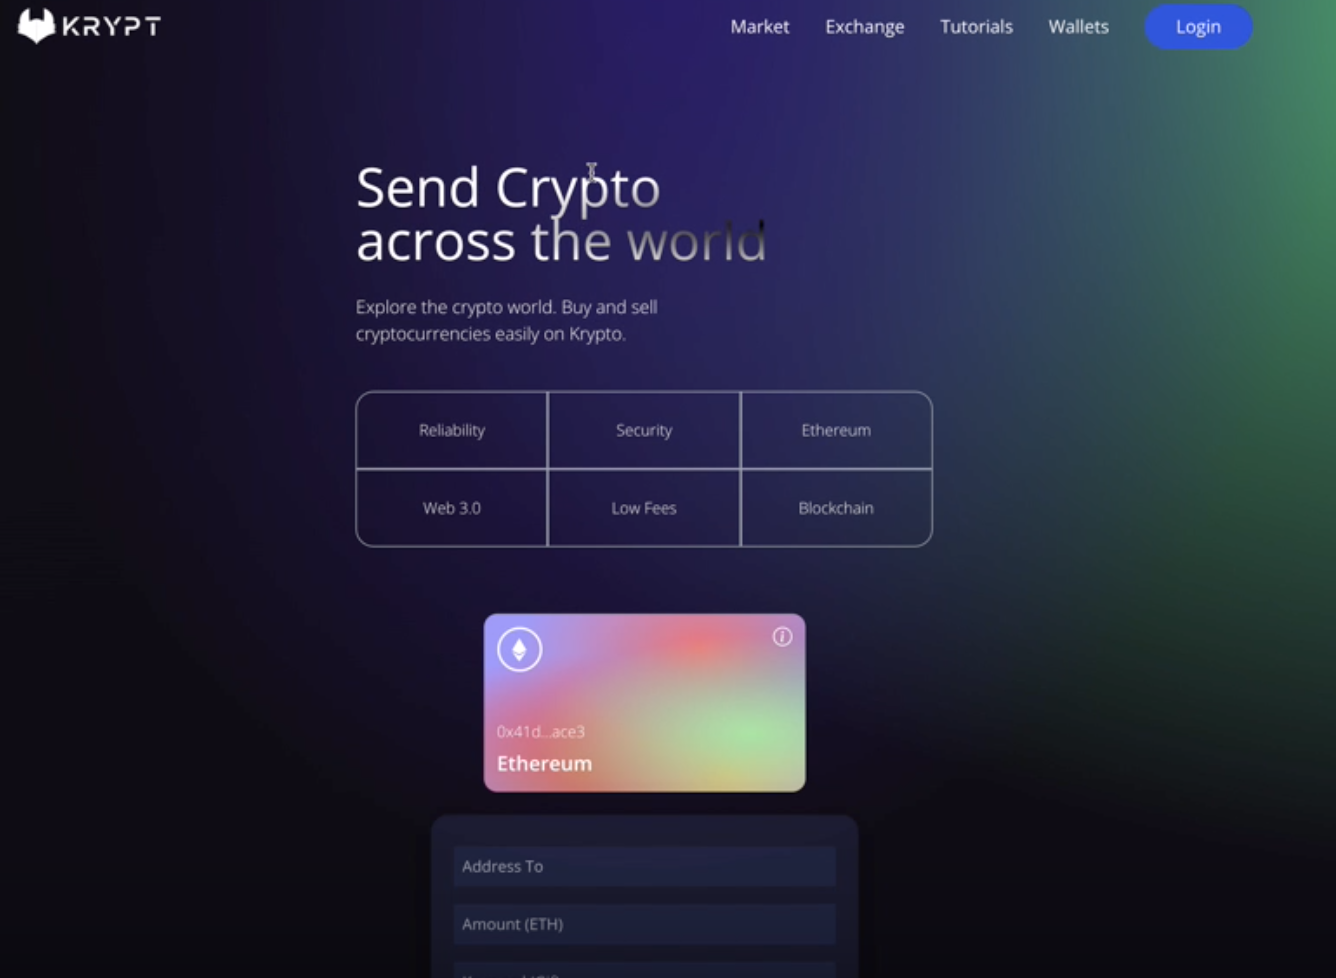 KRYPT
Market Exchange Tutorials Wallets Login
Send Crypto
across the world
Explore the crypto world. Buy and sell
cryptocurrencies easily on Krypto.
Reliability Security Ethereum
Web 3.0 Low Fees Blockchain
0x41d...ace3
Ethereum
Address To
Amount (ETH)